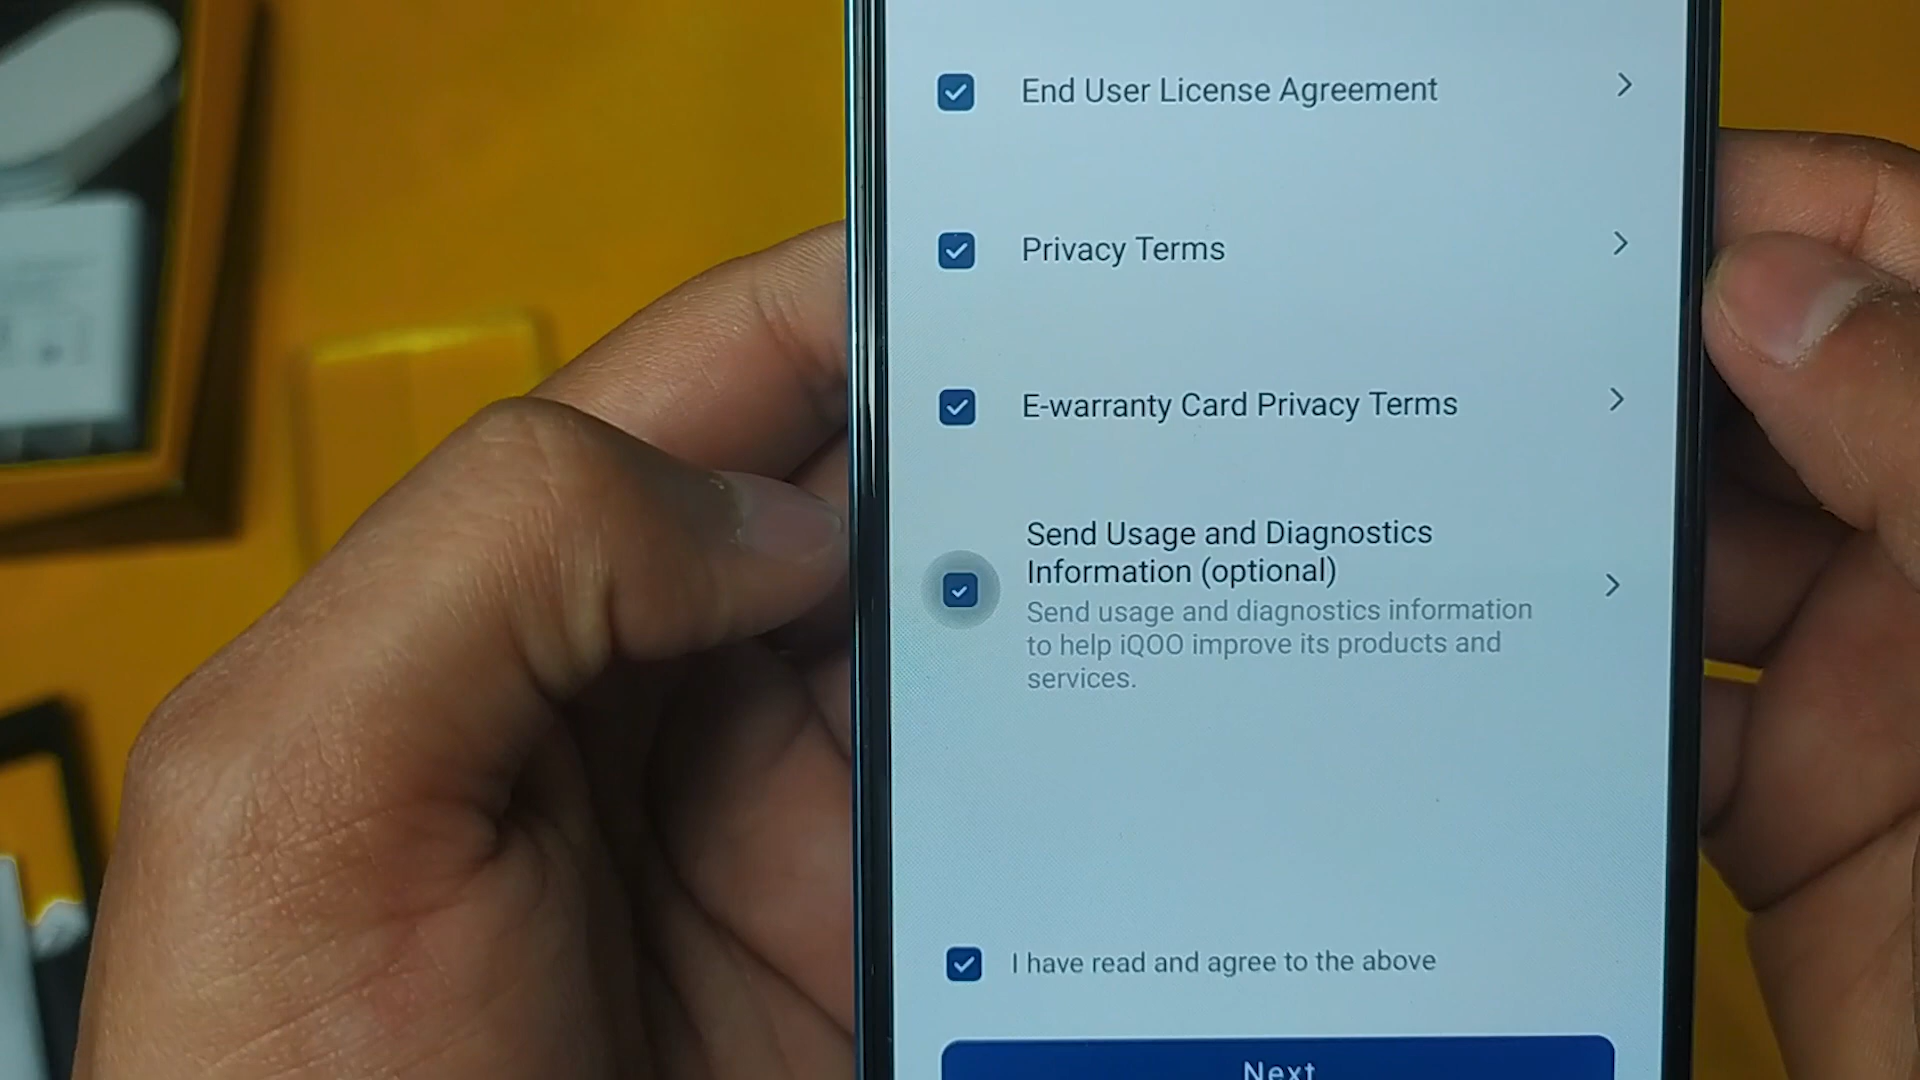 End User License Agreement
Privacy Terms
E-warranty Card Privacy Terms
Send Usage and Diagnostics
Information (optional)
Send usage and diagnostics information
to help iQOO improve its products and
services.
I have read and agree to the above
Next